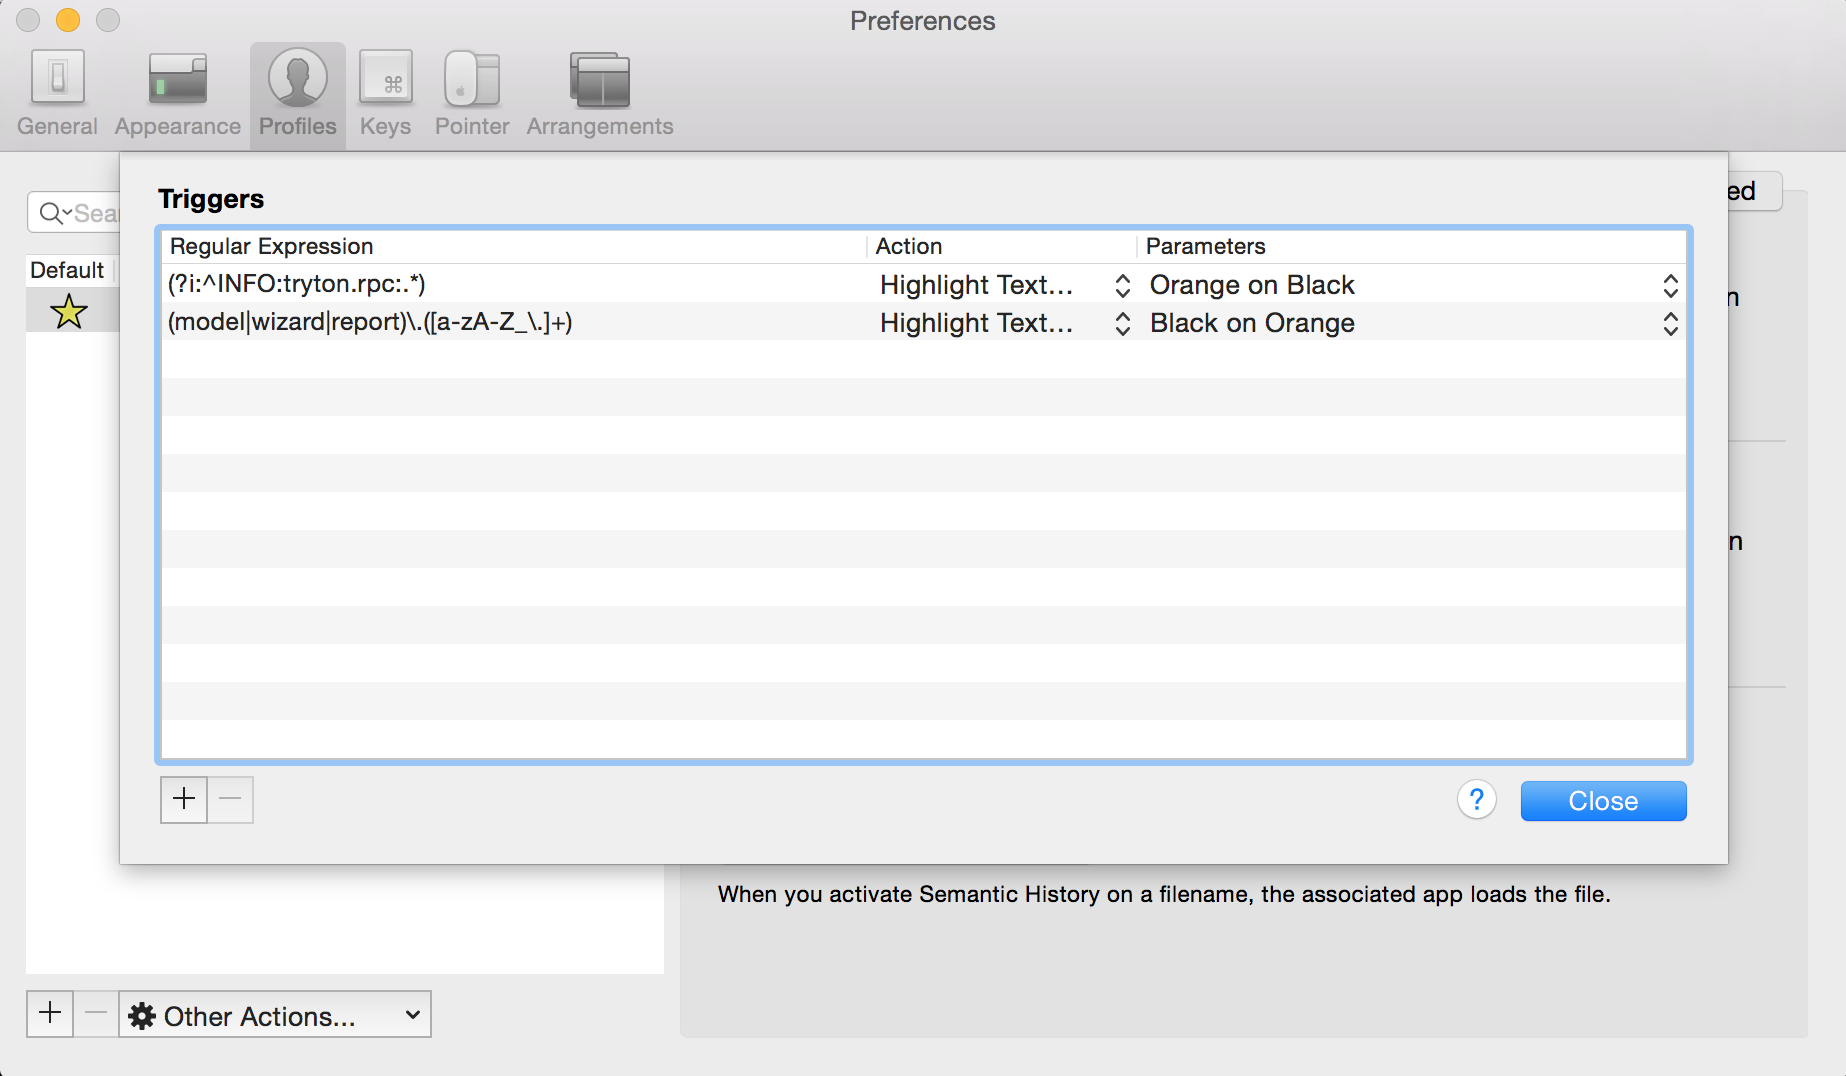 Preferences
General Appearance Profiles Keys Pointer Arrangements
Triggers
Regular Expression Action Parameters
(?i:^INFO:tryton.rpc:.*) Highlight Text... Orange on Black
(model|wizard|report)\.([a-zA-Z_\.]+) Highlight Text... Black on Orange
Default
+ − ? Close
When you activate Semantic History on a filename, the associated app loads the file.
+ − Other Actions...